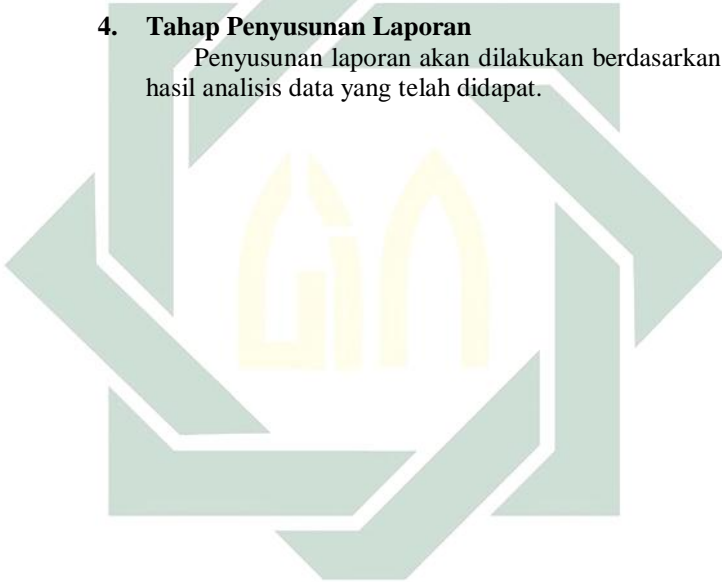 4. Tahap Penyusunan Laporan
Penyusunan laporan akan dilakukan berdasarkan
hasil analisis data yang telah didapat.